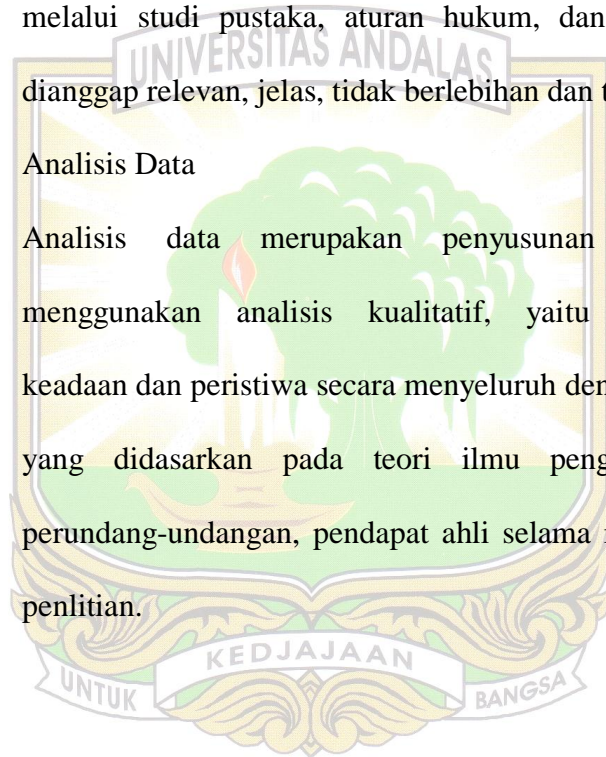 melalui studi pustaka, aturan hukum, dan
UNIVERSITAS ANDALAS
dianggap relevan, jelas, tidak berlebihan dan
Analisis Data
Analisis data merupakan penyusunan
menggunakan analisis kualitatif, yaitu
keadaan dan peristiwa secara menyeluruh
yang didasarkan pada teori ilmu
perundang-undangan, pendapat ahli selama
penlitian.
KEDJAJAAN
UNTUK BANGSA